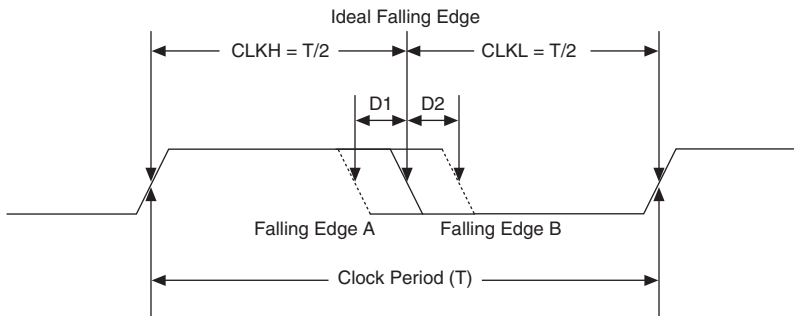 Ideal Falling Edge
CLKH = T/2
CLKL = T/2
D1
D2
Falling Edge A
Falling Edge B
Clock Period (T)